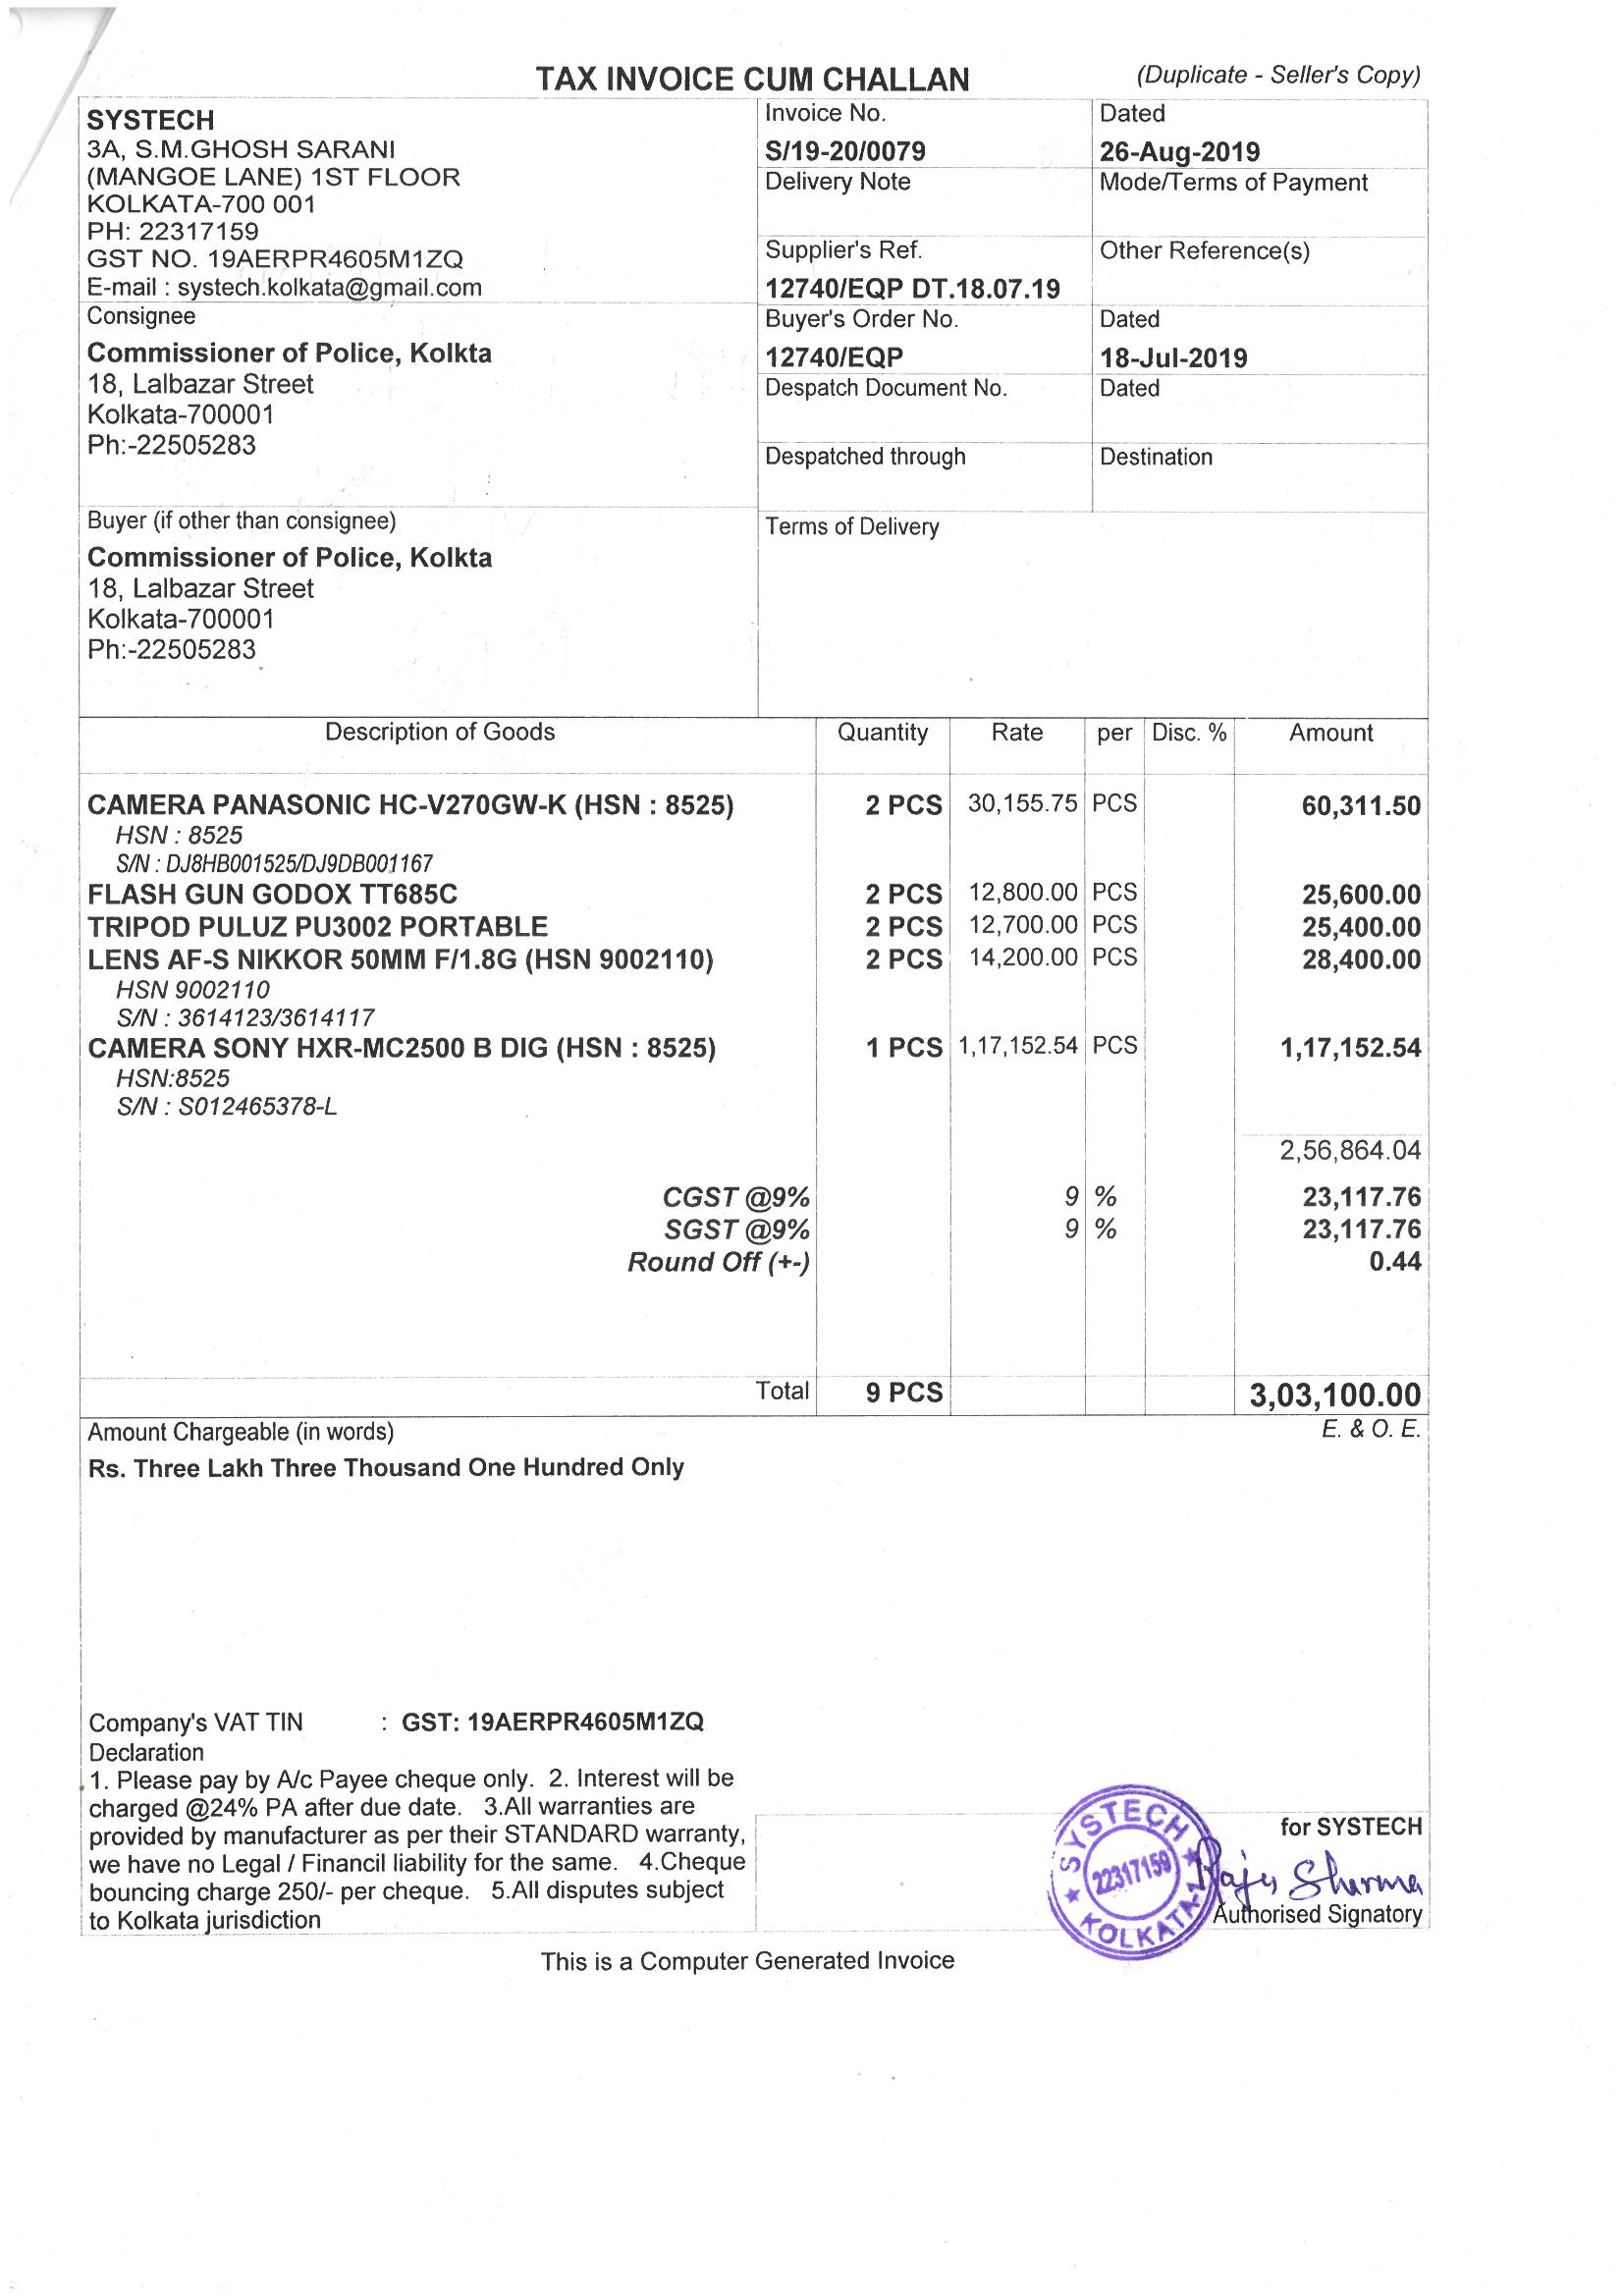 TAX INVOICE CUM CHALLAN
(Duplicate - Seller's Copy)
SYSTECH
3A, S.M.GHOSH SARANI
(MANGOE LANE) 1ST FLOOR
KOLKATA-700 001
PH: 22317159
GST NO. 19AERPR4605M1ZQ
E-mail : systech.kolkata@gmail.com
Invoice No.
S/19-20/0079
Dated
26-Aug-2019
Delivery Note
Mode/Terms of Payment
Supplier's Ref.
12740/EQP DT.18.07.19
Other Reference(s)
Consignee
Commissioner of Police, Kolkta
18, Lalbazar Street
Kolkata-700001
Ph:-22505283
Buyer's Order No.
12740/EQP
Dated
18-Jul-2019
Despatch Document No.
Dated
Despatched through
Destination
Buyer (if other than consignee)
Commissioner of Police, Kolkta
18, Lalbazar Street
Kolkata-700001
Ph:-22505283
Terms of Delivery
Description of Goods Quantity Rate per Disc. % Amount
CAMERA PANASONIC HC-V270GW-K (HSN : 8525) 2 PCS 30,155.75 PCS 60,311.50
HSN : 8525
S/N : DJ8HB001525/DJ9DB001167
FLASH GUN GODOX TT685C 2 PCS 12,800.00 PCS 25,600.00
TRIPOD PULUZ PU3002 PORTABLE 2 PCS 12,700.00 PCS 25,400.00
LENS AF-S NIKKOR 50MM F/1.8G (HSN 9002110) 2 PCS 14,200.00 PCS 28,400.00
HSN 9002110
S/N : 3614123/3614117
CAMERA SONY HXR-MC2500 B DIG (HSN : 8525) 1 PCS 1,17,152.54 PCS 1,17,152.54
HSN:8525
S/N : S012465378-L
2,56,864.04
CGST @9% 9 % 23,117.76
SGST @9% 9 % 23,117.76
Round Off (+-) 0.44
Total 9 PCS 3,03,100.00
Amount Chargeable (in words) E. & O. E.
Rs. Three Lakh Three Thousand One Hundred Only
Company's VAT TIN : GST: 19AERPR4605M1ZQ
Declaration
1. Please pay by A/c Payee cheque only. 2. Interest will be
charged @24% PA after due date. 3.All warranties are
provided by manufacturer as per their STANDARD warranty,
we have no Legal / Financil liability for the same. 4.Cheque
bouncing charge 250/- per cheque. 5.All disputes subject
to Kolkata jurisdiction
for SYSTECH
SYSTECH
22317159
KOLKATA-1
Sharma
Authorised Signatory
This is a Computer Generated Invoice